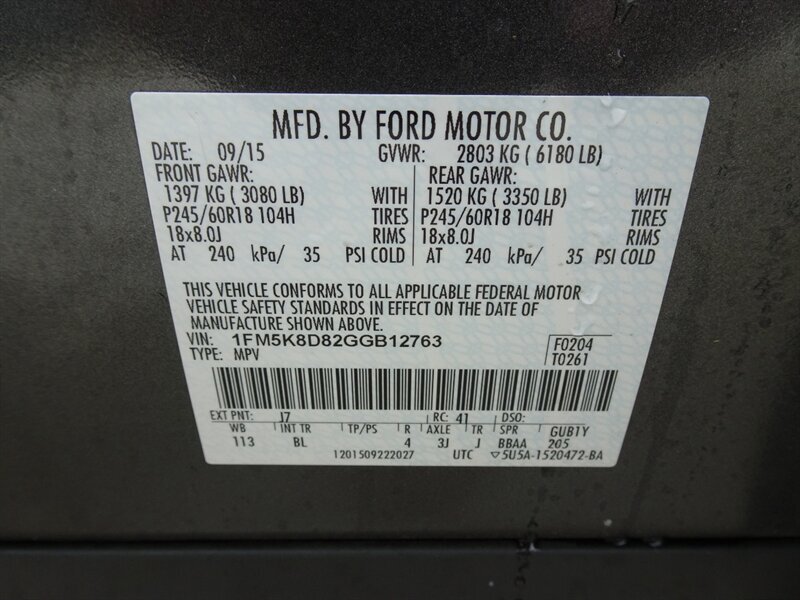 MFD. BY FORD MOTOR CO.
DATE: 09/15 GVWR: 2803 KG ( 6180 LB)
FRONT GAWR: REAR GAWR:
1397 KG ( 3080 LB) WITH 1520 KG ( 3350 LB) WITH
P245/60R18 104H TIRES P245/60R18 104H TIRES
18x8.0J RIMS 18x8.0J RIMS
AT 240 kPa/ 35 PSI COLD AT 240 kPa/ 35 PSI COLD
THIS VEHICLE CONFORMS TO ALL APPLICABLE FEDERAL MOTOR
VEHICLE SAFETY STANDARDS IN EFFECT ON THE DATE OF
MANUFACTURE SHOWN ABOVE.
VIN: 1FM5K8D82GGB12763 F0204
TYPE: MPV T0261
EXT PNT: J7 RC: 41 DSO:
WB INT TR TP/PS R AXLE TR SPR GUB1Y
113 BL 4 3J J BBAA 205
1201509222027 UTC ▽5U5A-1520472-BA